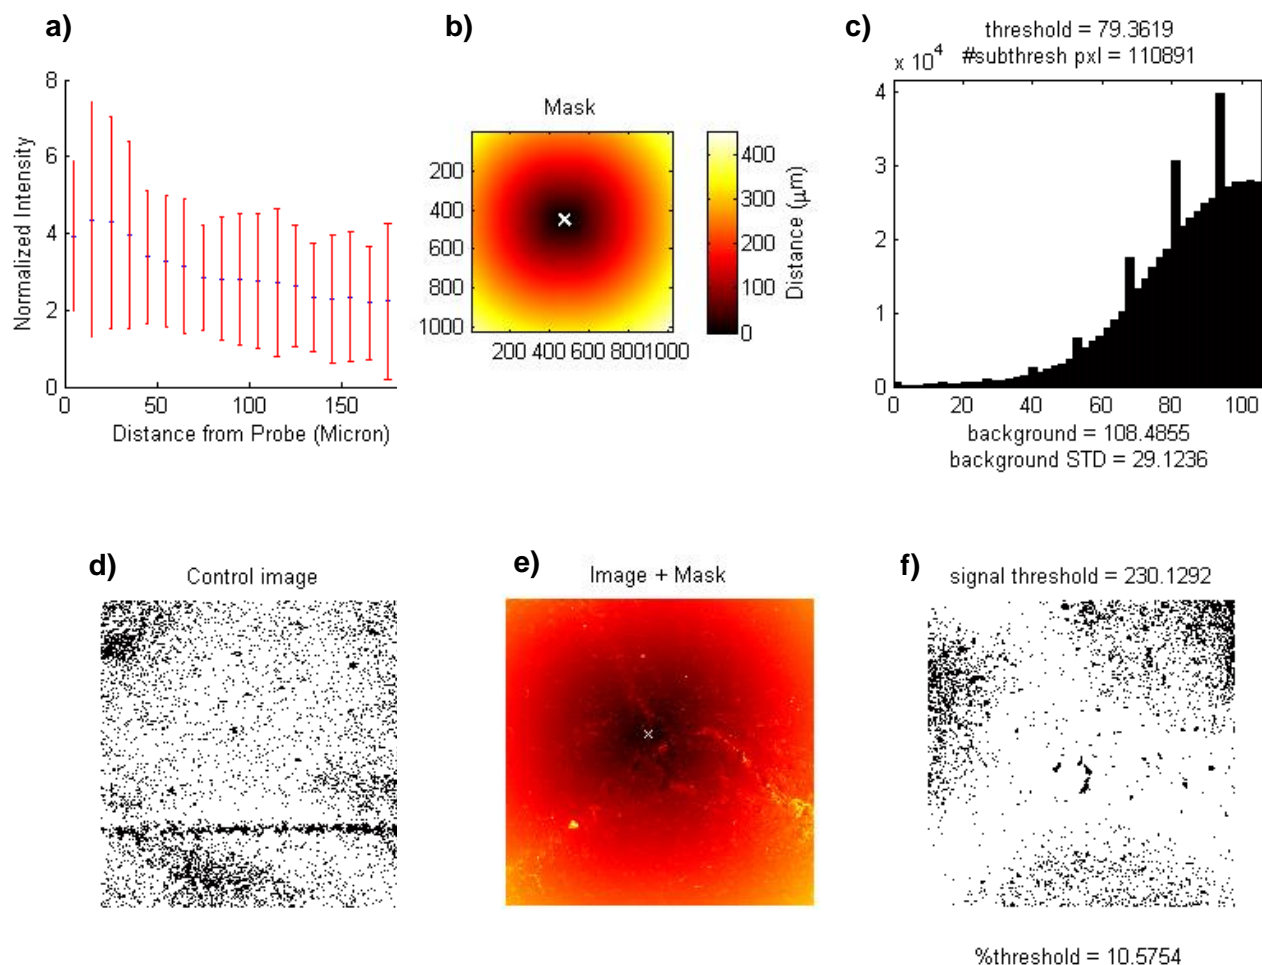 a)
8
6
4
2
0
Normalized Intensity
0 50 100 150
Distance from Probe (Micron)
b)
Mask
200
400
600
800
1000
200 400 600 8001000
400
300
200
100
0
Distance (μm)
c)
threshold = 79.3619
#subthresh pxl = 110891
x 10^4
4
3
2
1
0
0 20 40 60 80 100
background = 108.4855
background STD = 29.1236
d)
Control image
e)
Image + Mask
f)
signal threshold = 230.1292
%threshold = 10.5754